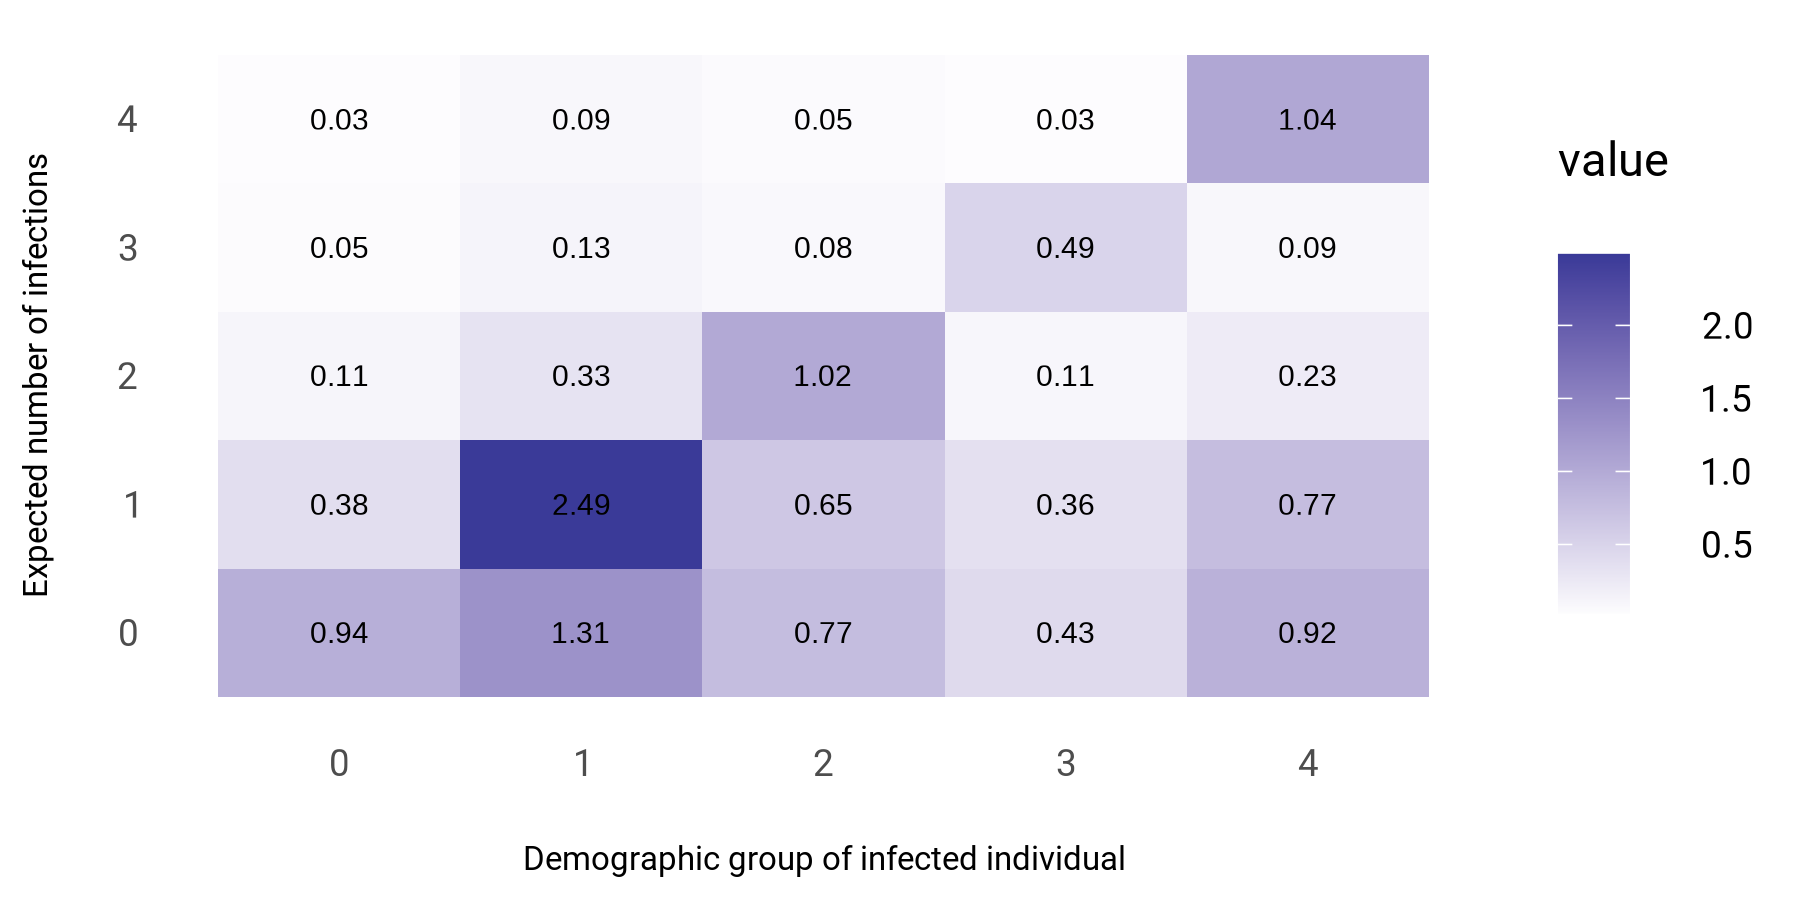 Expected number of infections
4 0.03 0.09 0.05 0.03 1.04
3 0.05 0.13 0.08 0.49 0.09
2 0.11 0.33 1.02 0.11 0.23
1 0.38 2.49 0.65 0.36 0.77
0 0.94 1.31 0.77 0.43 0.92
0 1 2 3 4
Demographic group of infected individual
value
2.0
1.5
1.0
0.5